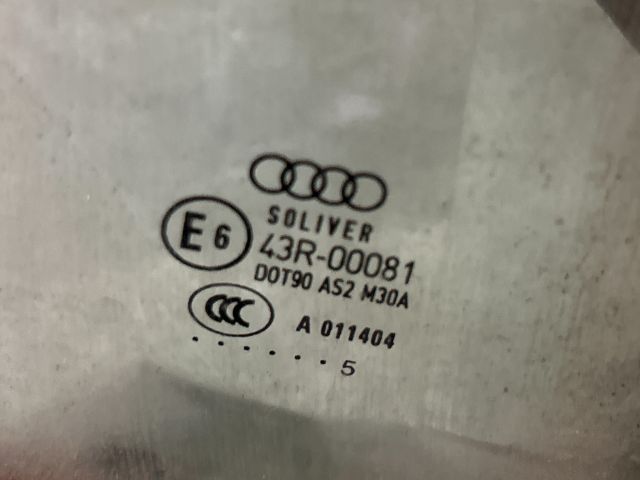 SOLIVER
E6 43R-00081
DOT90 AS2 M30A
CCC A 011404
. . . . . . 5